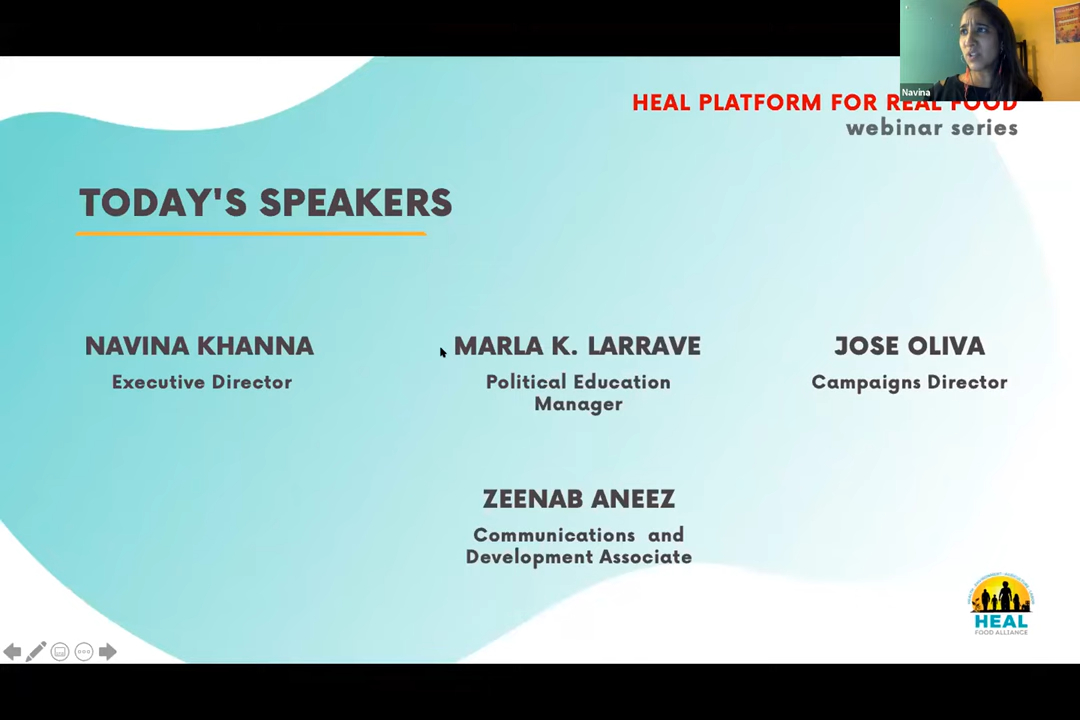 Navina
HEAL PLATFORM FOR REAL FOOD
webinar series
TODAY'S SPEAKERS
NAVINA KHANNA
Executive Director
MARLA K. LARRAVE
Political Education
Manager
JOSE OLIVA
Campaigns Director
ZEENAB ANEEZ
Communications and
Development Associate
HEAL
FOOD ALLIANCE